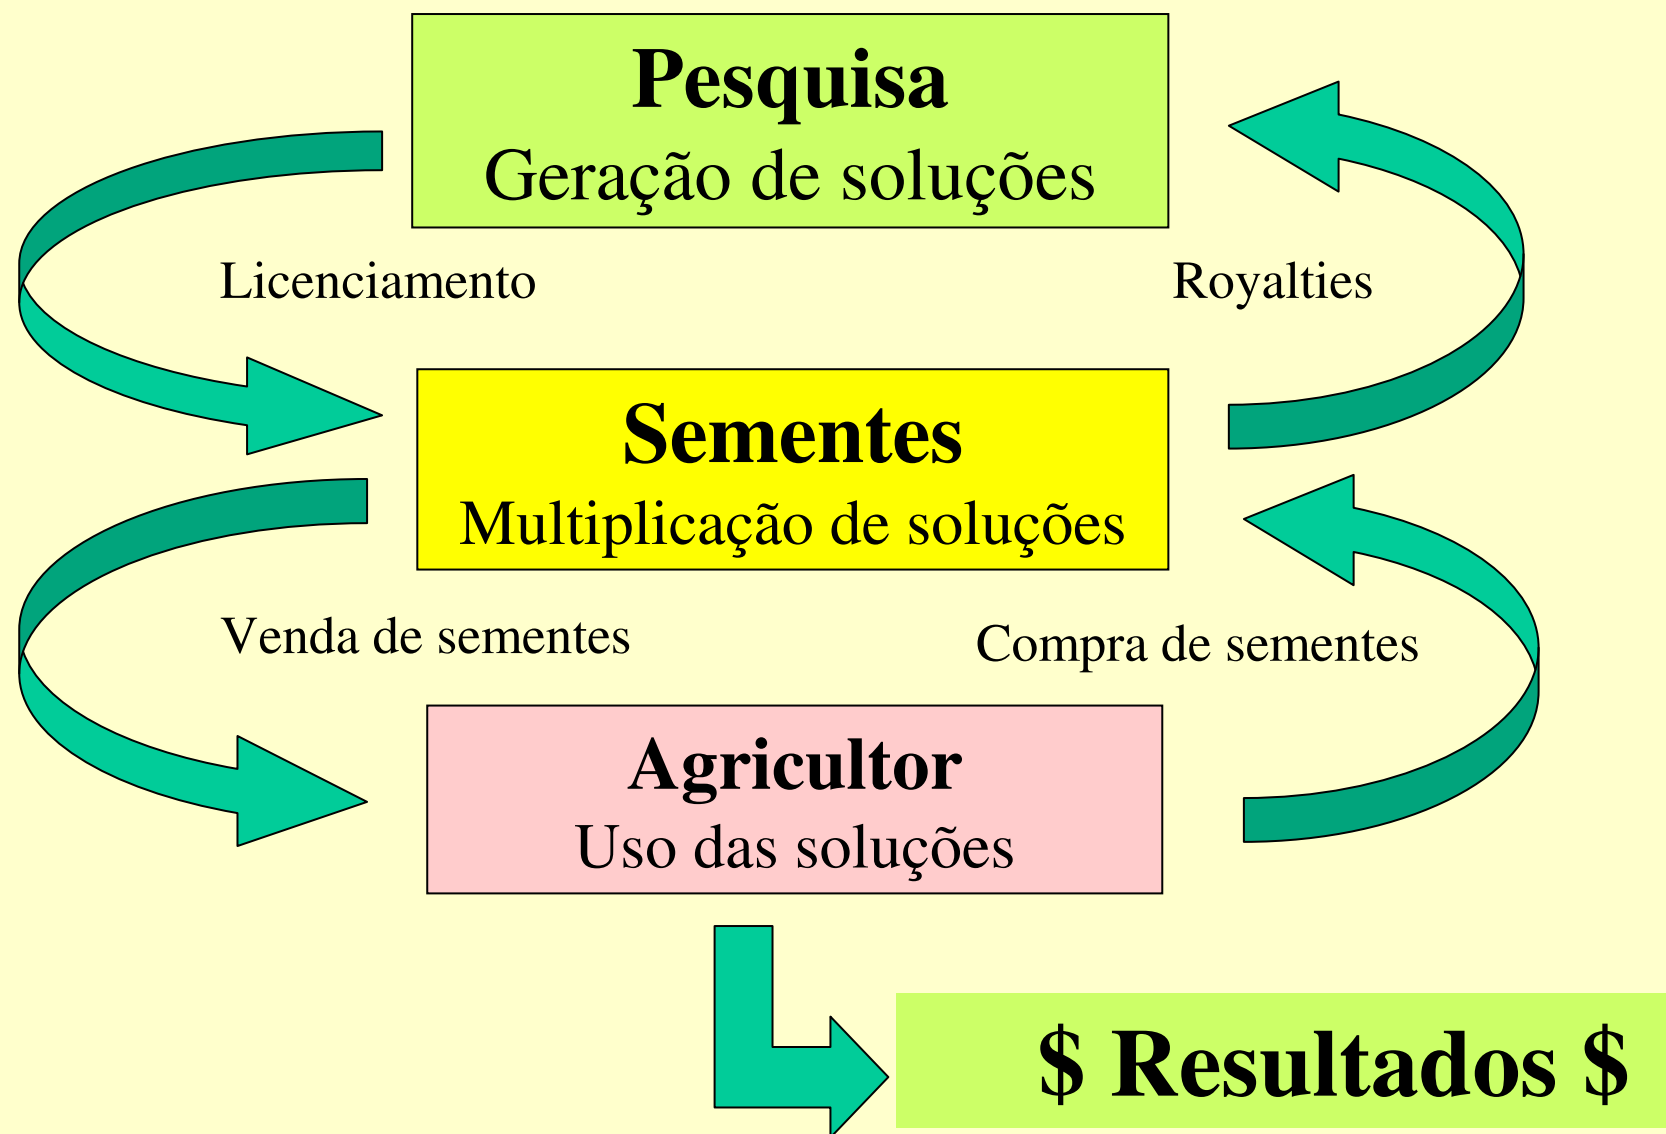 Pesquisa
Geração de soluções
Licenciamento
Royalties
Sementes
Multiplicação de soluções
Venda de sementes
Compra de sementes
Agricultor
Uso das soluções
$ Resultados $